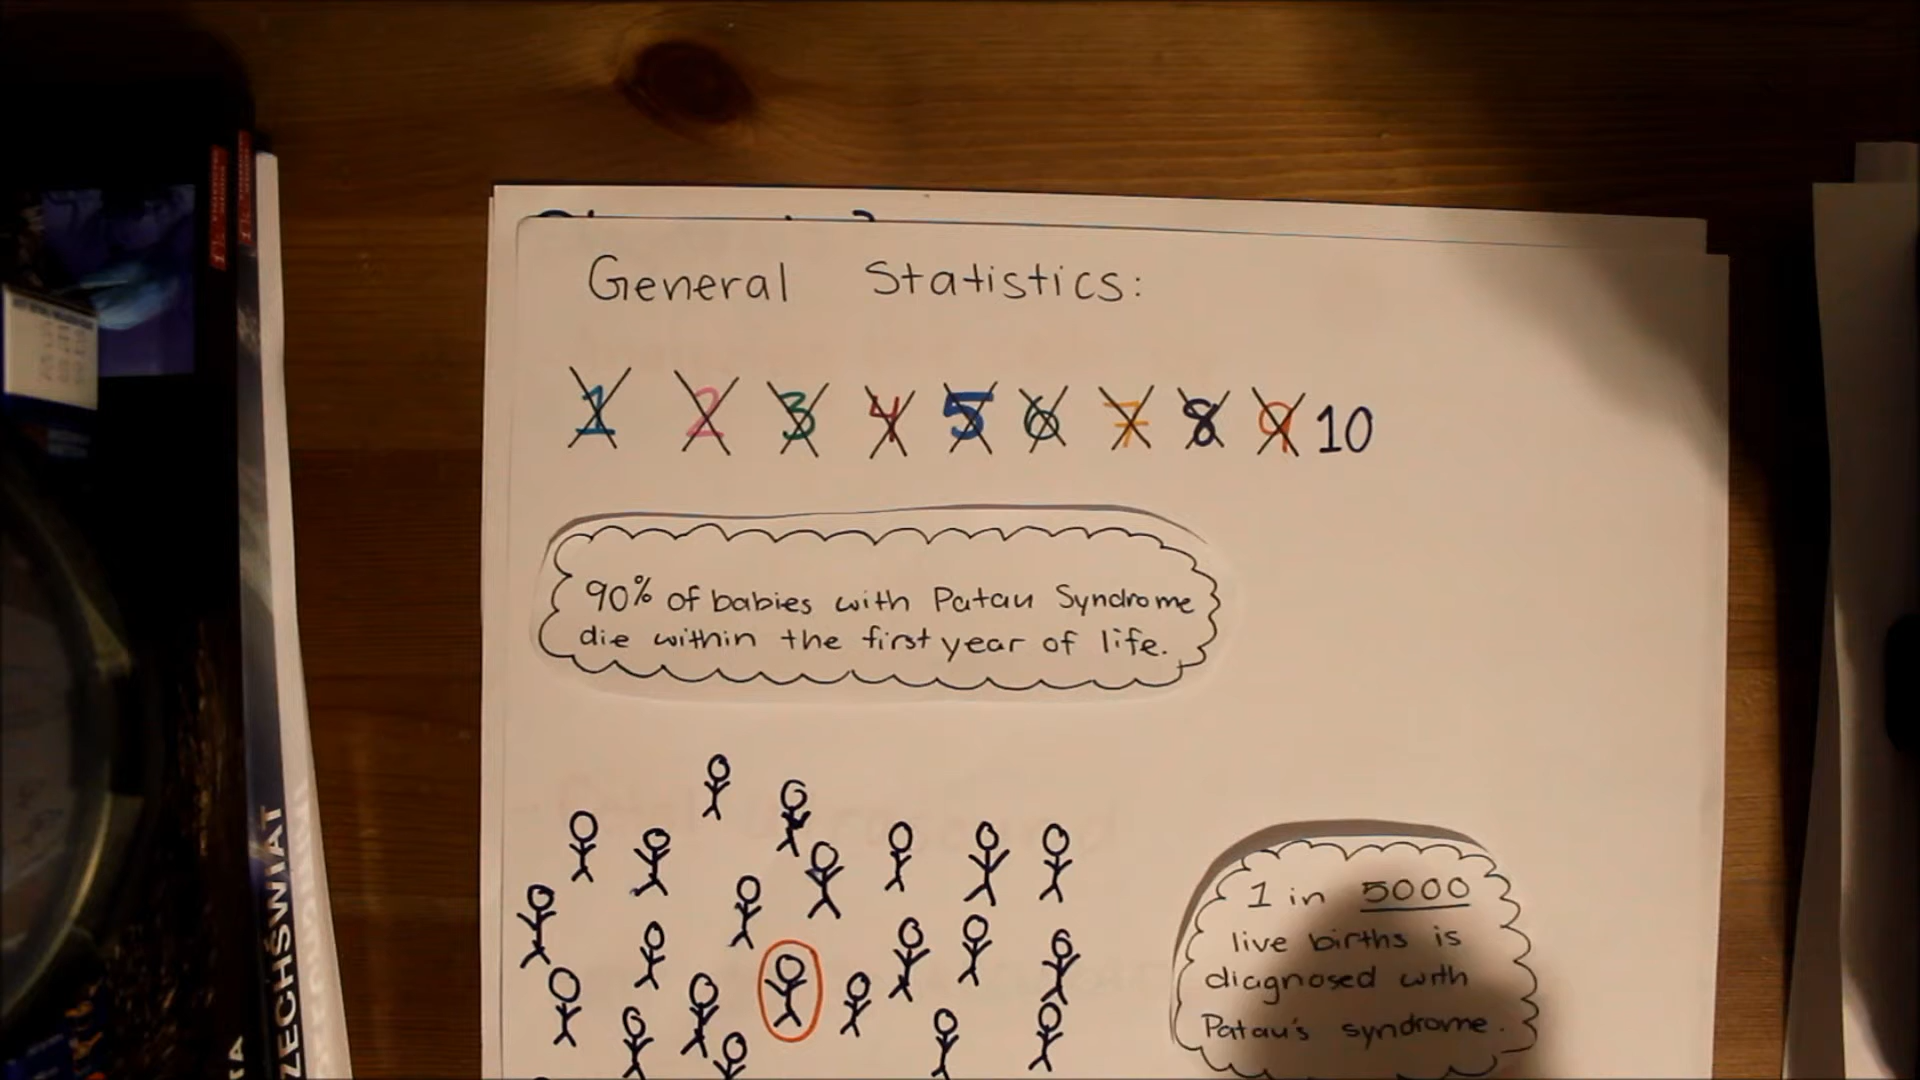 General Statistics:
1 2 3 4 5 6 7 8 9 10
90% of babies with Patau Syndrome
die within the first year of life.
1 in 5000
live births is
diagnosed with
Patau's syndrome.
WSZECHŚWIAT